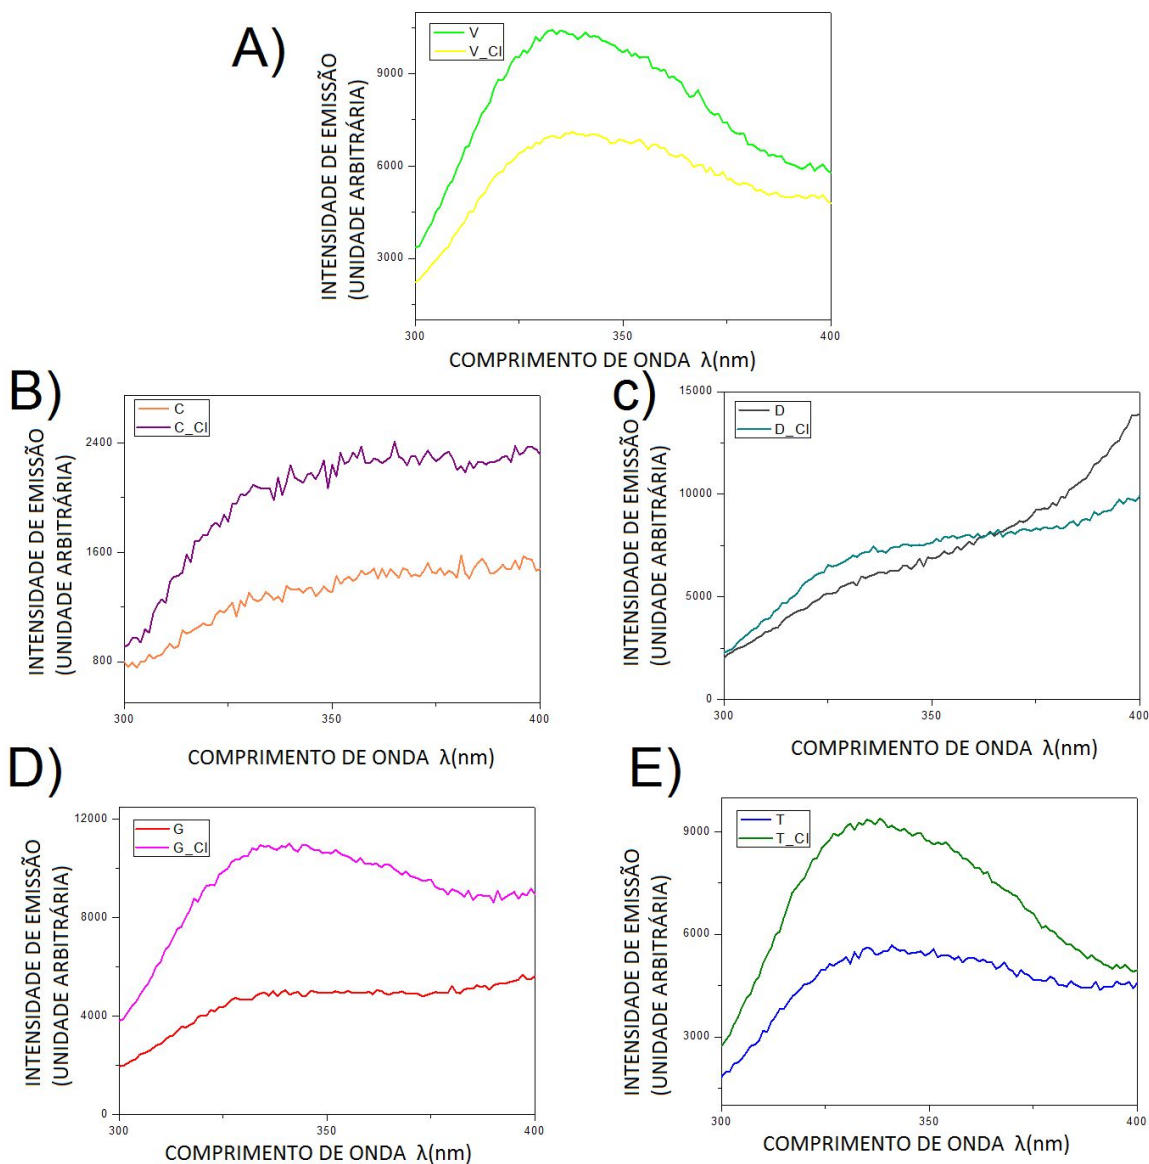 A)
V
V_Cl
9000
6000
3000
300
350
400
INTENSIDADE DE EMISSÃO
(UNIDADE ARBITRÁRIA)
COMPRIMENTO DE ONDA λ(nm)
B)
C
C_Cl
2400
1600
800
300
350
400
INTENSIDADE DE EMISSÃO
(UNIDADE ARBITRÁRIA)
COMPRIMENTO DE ONDA λ(nm)
c)
D
D_Cl
15000
10000
5000
0
300
350
400
INTENSIDADE DE EMISSÃO
(UNIDADE ARBITRÁRIA)
COMPRIMENTO DE ONDA λ(nm)
D)
G
G_Cl
12000
8000
4000
0
300
350
400
INTENSIDADE DE EMISSÃO
(UNIDADE ARBITRÁRIA)
COMPRIMENTO DE ONDA λ(nm)
E)
T
T_Cl
9000
6000
3000
300
350
400
INTENSIDADE DE EMISSÃO
(UNIDADE ARBITRÁRIA)
COMPRIMENTO DE ONDA λ(nm)